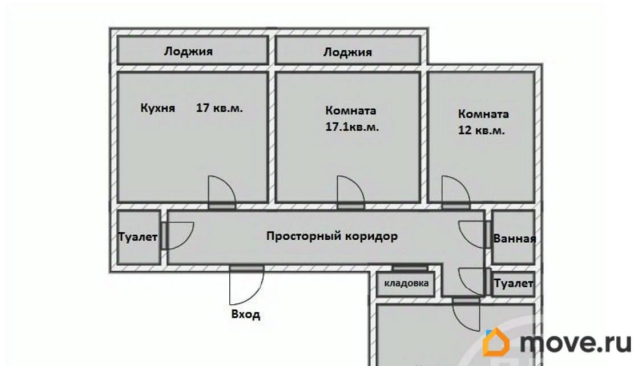 Лоджия
Лоджия
Кухня 17 кв.м.
Комната
17.1кв.м.
Комната
12 кв.м.
Туалет
Просторный коридор
Ванная
кладовка
Туалет
Вход
move.ru